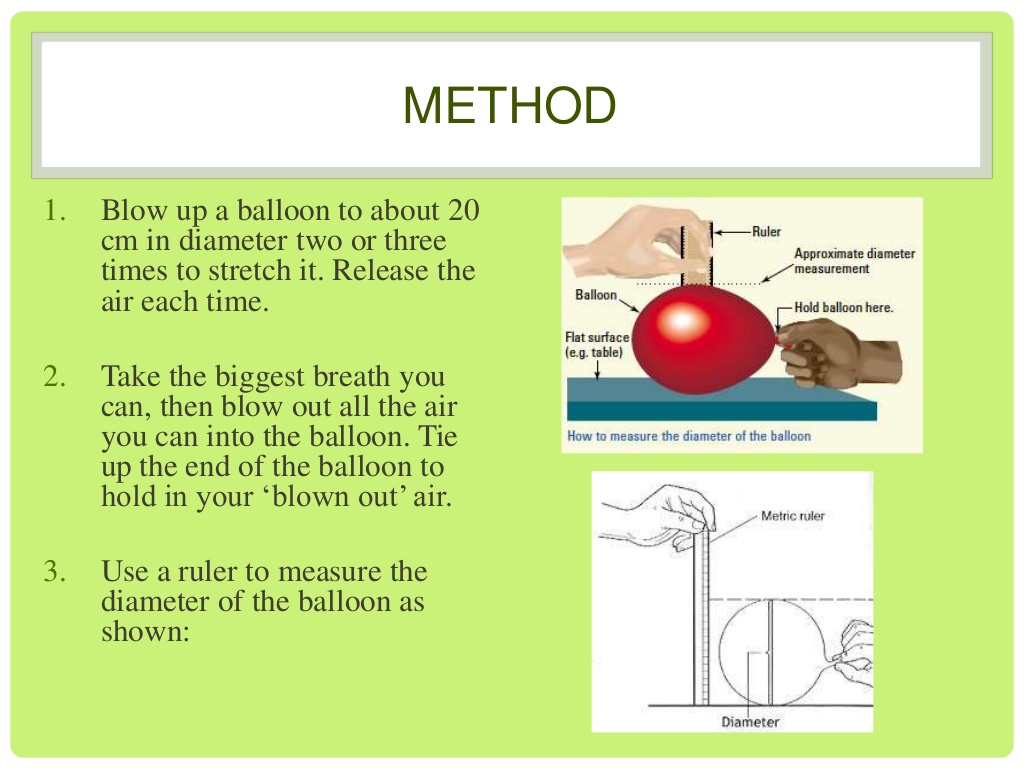 METHOD
1. Blow up a balloon to about 20
cm in diameter two or three
times to stretch it. Release the
air each time.
2. Take the biggest breath you
can, then blow out all the air
you can into the balloon. Tie
up the end of the balloon to
hold in your ‘blown out’ air.
3. Use a ruler to measure the
diameter of the balloon as
shown:
Ruler
Approximate diameter
measurement
Balloon
Hold balloon here.
Flat surface
(e.g. table)
How to measure the diameter of the balloon
Metric ruler
Diameter